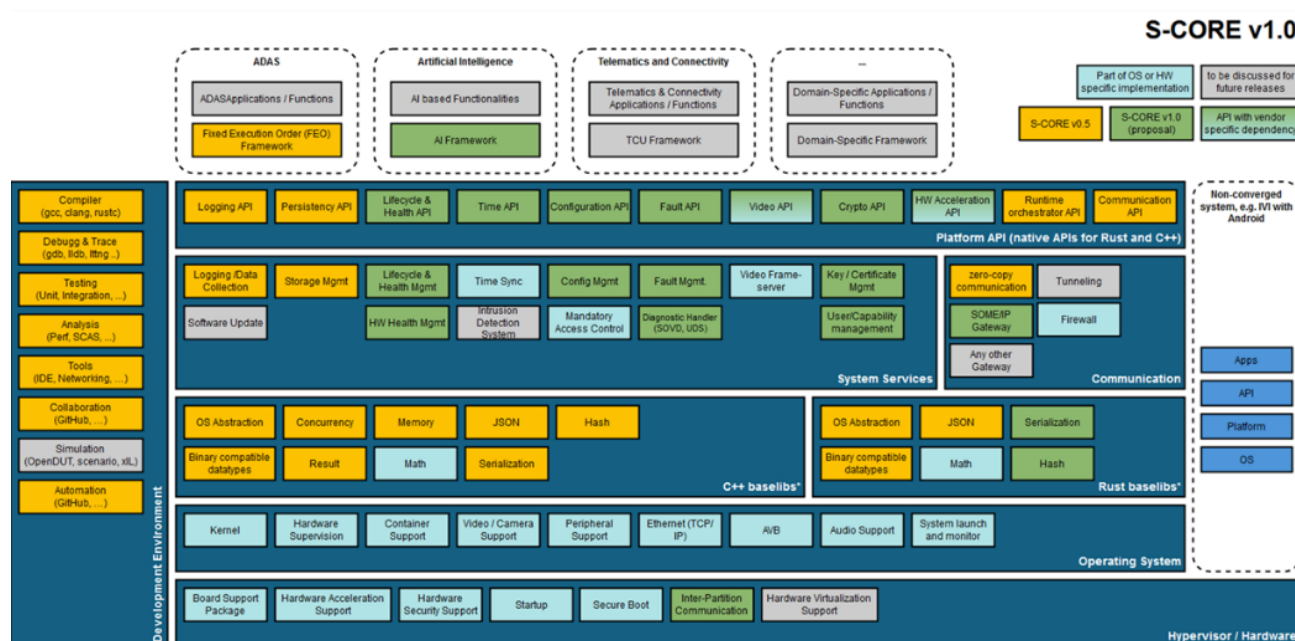 S-CORE v1.0
Part of OS or HW
specific implementation
to be discussed for
future releases
S-CORE v0.5
S-CORE v1.0
(proposal)
API with vendor
specific dependency
ADAS
ADASApplications / Functions
Fixed Execution Order (FEO)
Framework
Artificial Intelligence
AI based Functionalities
AI Framework
Telematics and Connectivity
Telematics & Connectivity
Applications / Functions
TCU Framework
...
Domain-Specific Applications /
Functions
Domain-Specific Framework
Compiler
(gcc, clang, rustc)
Debugg & Trace
(gdb, lldb, lttng ..)
Testing
(Unit, Integration, ...)
Analysis
(Perf, SCAS, ...)
Tools
(IDE, Networking, ...)
Collaboration
(GitHub, ...)
Simulation
(OpenDUT, scenario, xIL)
Automation
(GitHub, ...)
Development Environment
Logging API
Persistency API
Lifecycle &
Health API
Time API
Configuration API
Fault API
Video API
Crypto API
HW Acceleration
API
Runtime
orchestrator API
Communication
API
Platform API (native APIs for Rust and C++)
Logging /Data
Collection
Storage Mgmt
Lifecycle &
Health Mgmt
Time Sync
Config Mgmt
Fault Mgmt.
Video Frame-
server
Key / Certificate
Mgmt
Software Update
HW Health Mgmt
Intrusion
Detection
System
Mandatory
Access Control
Diagnostic Handler
(SOVD, UDS)
User/Capability
management
System Services
zero-copy
communication
Tunneling
SOME/IP
Gateway
Firewall
Any other
Gateway
Communication
OS Abstraction
Concurrency
Memory
JSON
Hash
Binary compatible
datatypes
Result
Math
Serialization
C++ baselibs*
OS Abstraction
JSON
Serialization
Binary compatible
datatypes
Math
Hash
Rust baselibs*
Kernel
Hardware
Supervision
Container
Support
Video / Camera
Support
Peripheral
Support
Ethernet (TCP/
IP)
AVB
Audio Support
System launch
and monitor
Operating System
Board Support
Package
Hardware Acceleration
Support
Hardware
Security Support
Startup
Secure Boot
Inter-Partition
Communication
Hardware Virtualization
Support
Hypervisor / Hardware
Non-converged
system, e.g. IVI with
Android
Apps
API
Platform
OS